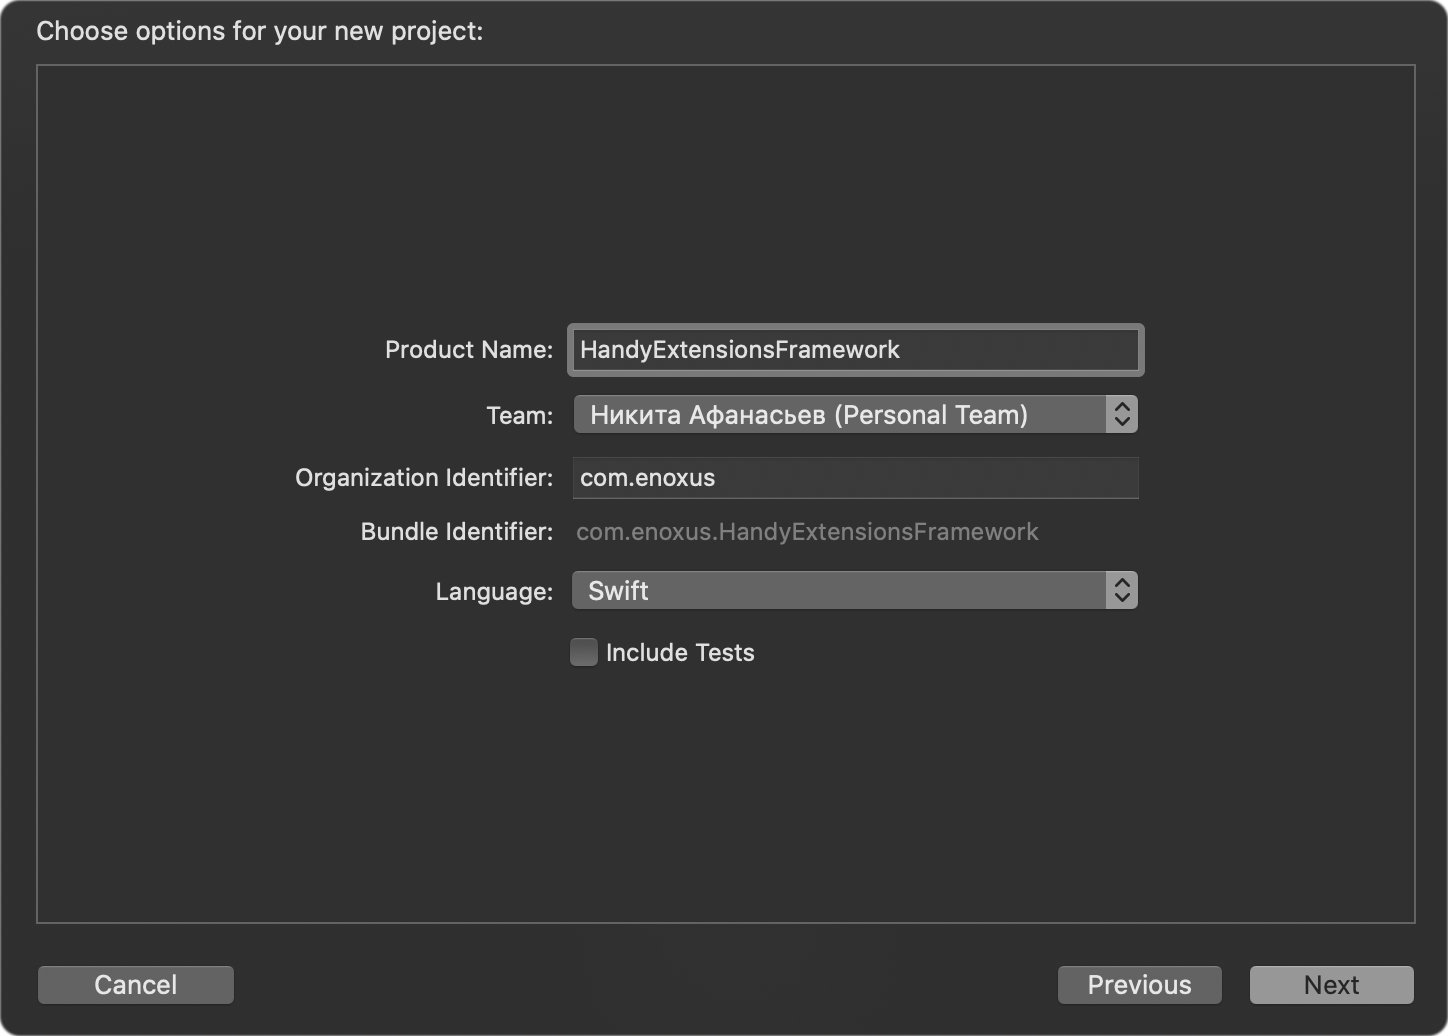 Choose options for your new project:
Product Name: HandyExtensionsFramework
Team: Никита Афанасьев (Personal Team)
Organization Identifier: com.enoxus
Bundle Identifier: com.enoxus.HandyExtensionsFramework
Language: Swift
Include Tests
Cancel Previous Next